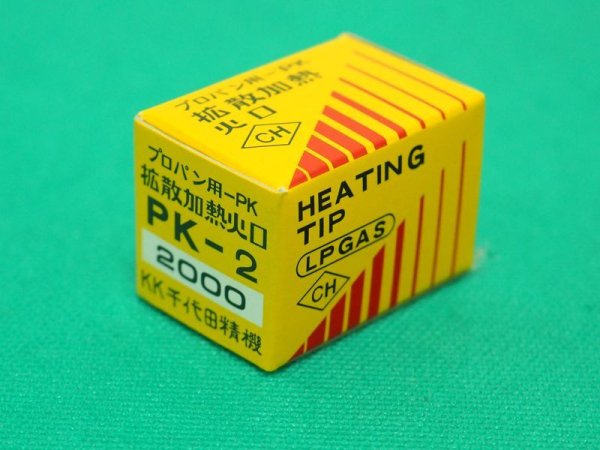 プロパン用-PK
拡散加熱
火口
CH
プロパン用-PK
拡散加熱火口
PK-2
2000
KK千代田精機
HEATING
TIP
LPGAS
CH